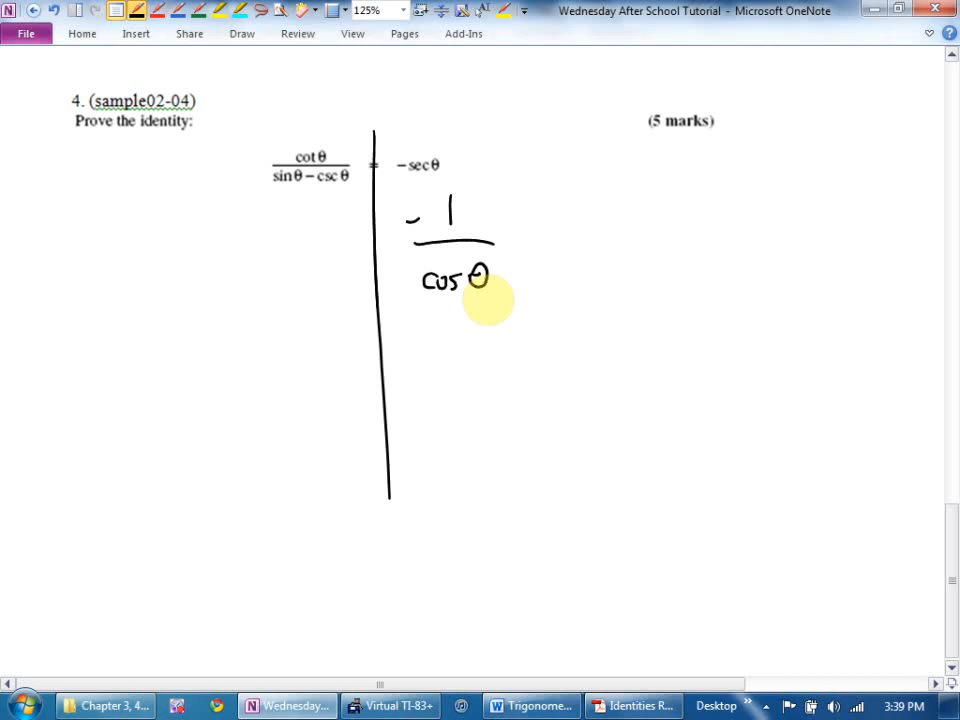 125% Wednesday After School Tutorial - Microsoft OneNote
File Home Insert Share Draw Review View Pages Add-Ins
4. (sample02-04)
Prove the identity: (5 marks)
cotθ
= -secθ
sinθ - cscθ
- 1
cos θ
Chapter 3, 4... Wednesday... Virtual TI-83+ Trigonome... Identities R... Desktop 3:39 PM